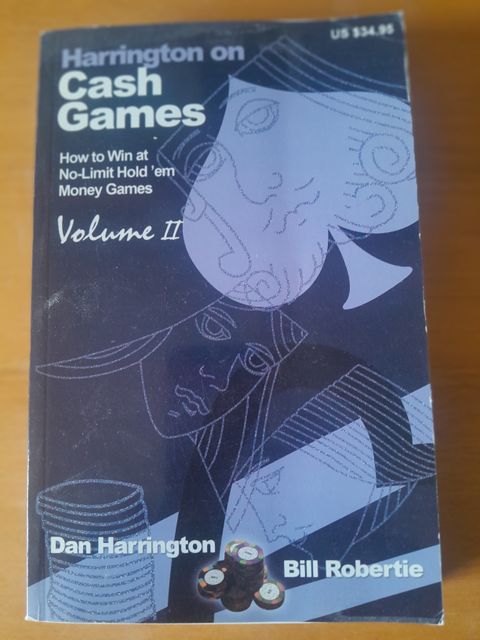 US $34.95
Harrington on
Cash
Games
How to Win at
No-Limit Hold 'em
Money Games
Volume II
Dan Harrington
Bill Robertie